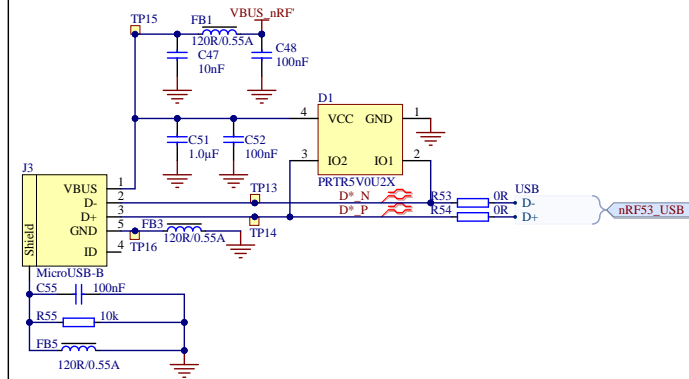 TP15
VBUS_nRF'
FB1
120R/0.55A
C47
10nF
C48
100nF
D1
4
VCC
GND
1
3
IO2
IO1
2
PRTR5V0U2X
C51
1.0µF
C52
100nF
J3
VBUS
1
D-
2
D+
3
GND
5
ID
4
Shield
MicroUSB-B
TP13
TP14
D*_N
D*_P
R53
0R
R54
0R
USB
D-
D+
nRF53_USB
TP16
FB3
120R/0.55A
C55
100nF
R55
10k
FB5
120R/0.55A